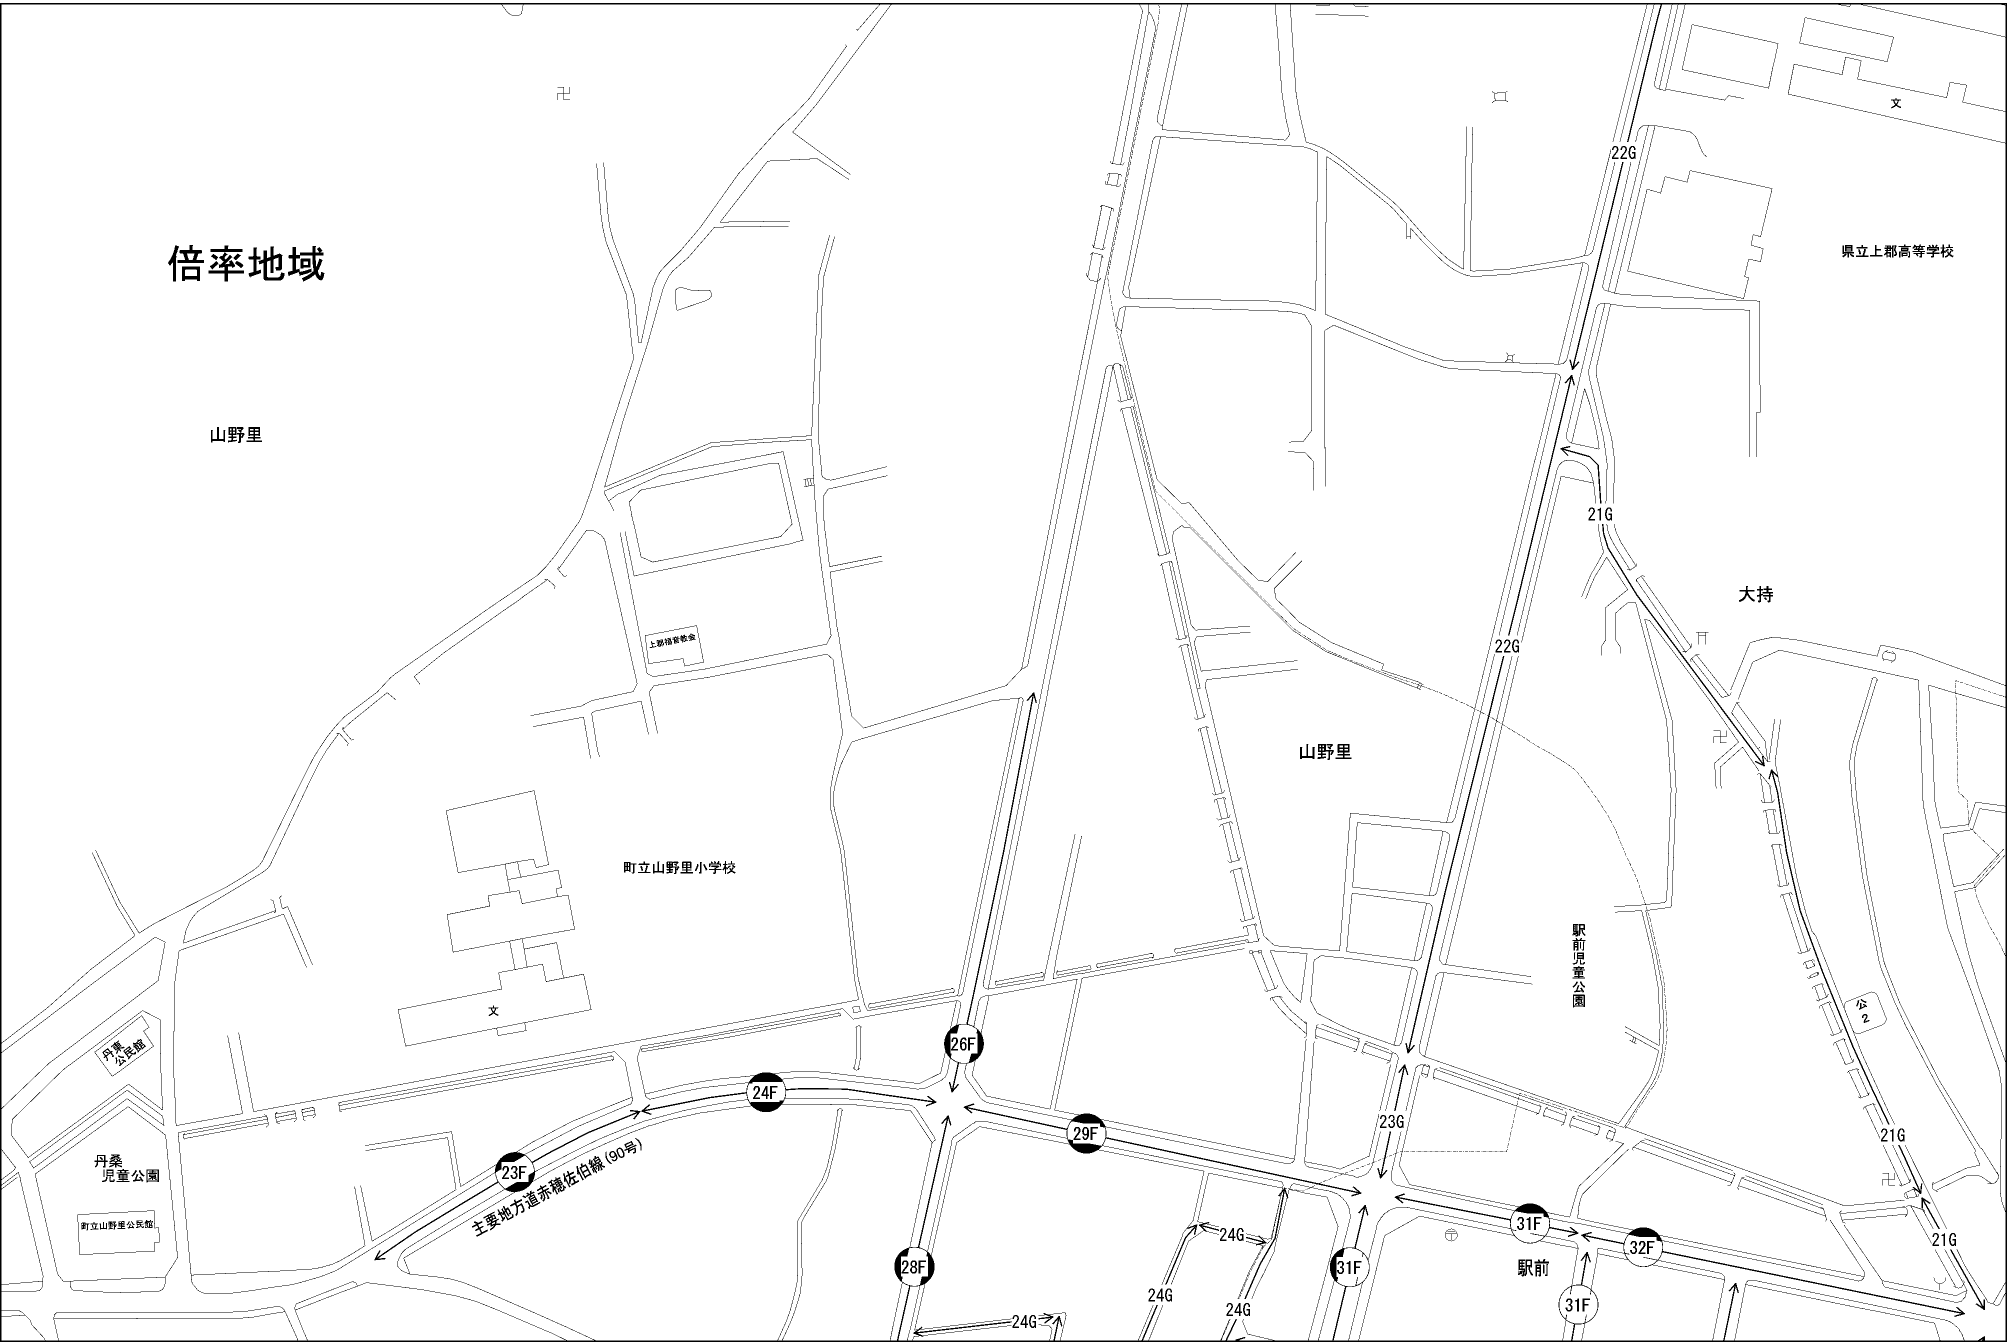 文
22G
県立上郡高等学校
倍率地域
山野里
21G
大持
上郡福音教会
22G
山野里
町立山野里小学校
駅前児童公園
公
2
文
丹東
公民館
26F
24F
23G
29F
21G
丹桑
児童公園
23F
主要地方道赤穂佐伯線(90号)
町立山野里公民館
31F
24G
32F
21G
28F
31F
駅前
24G
24G
31F
24G